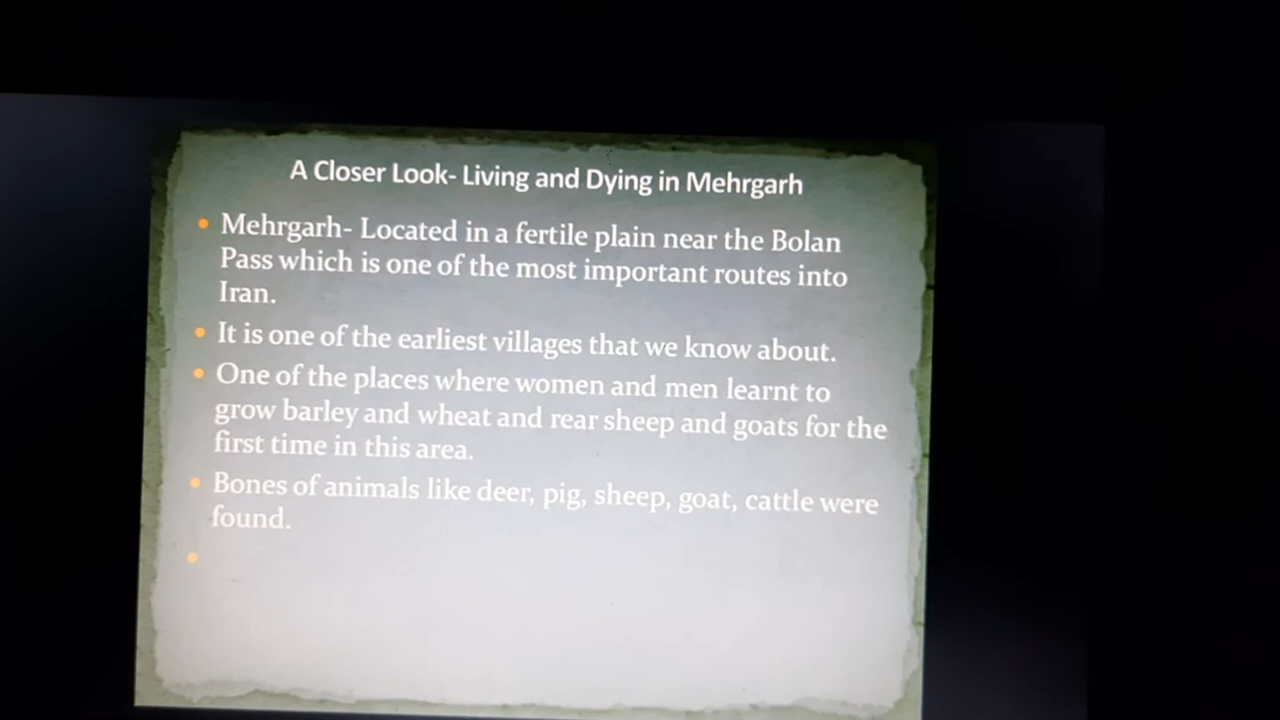 A Closer Look- Living and Dying in Mehrgarh
Mehrgarh- Located in a fertile plain near the Bolan
Pass which is one of the most important routes into
Iran.
It is one of the earliest villages that we know about.
One of the places where women and men learnt to
grow barley and wheat and rear sheep and goats for the
first time in this area.
Bones of animals like deer, pig, sheep, goat, cattle were
found.